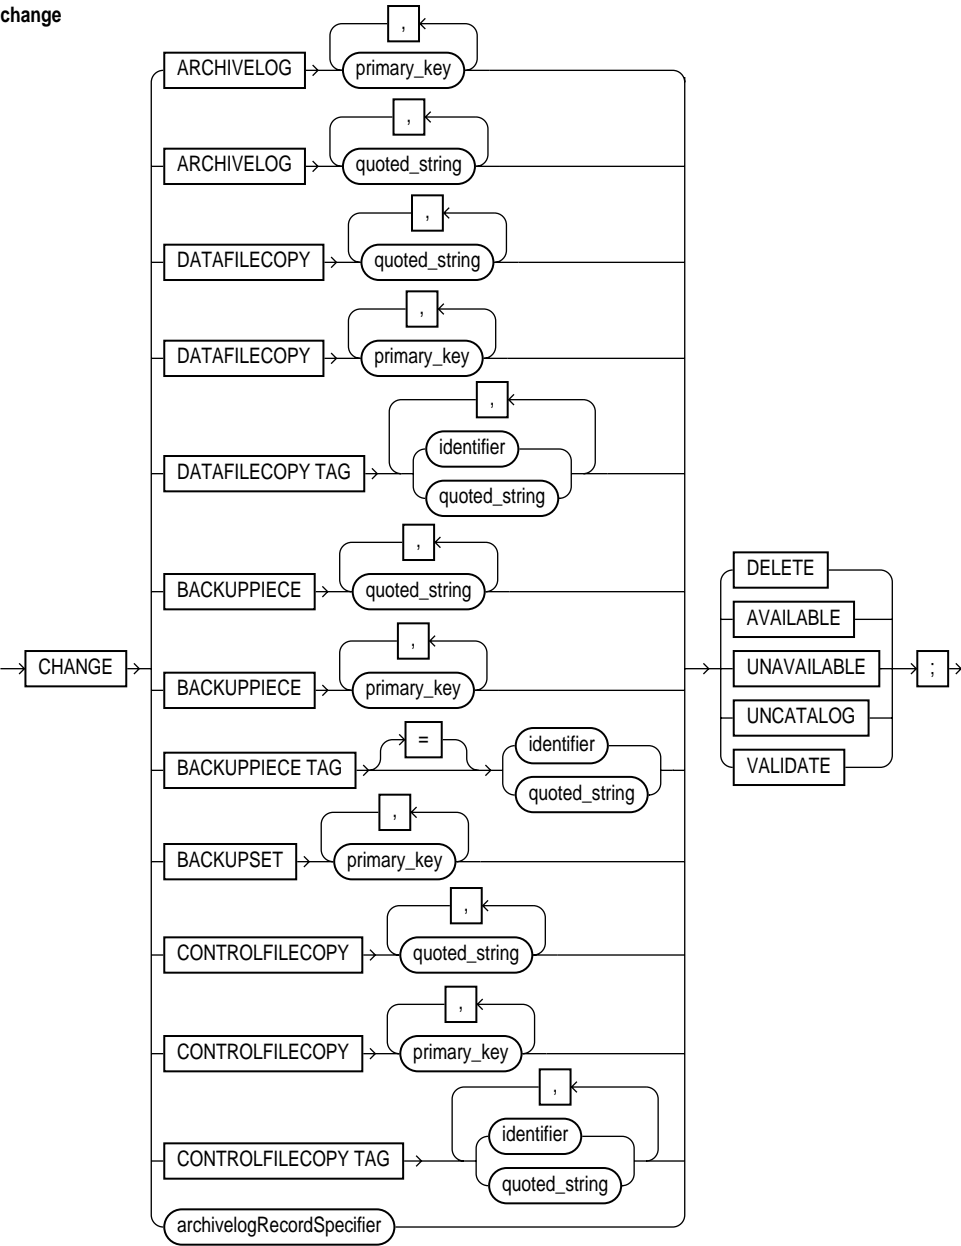 change
,
ARCHIVELOG primary_key
,
ARCHIVELOG quoted_string
,
DATAFILECOPY quoted_string
,
DATAFILECOPY primary_key
,
identifier
DATAFILECOPY TAG
quoted_string
,
BACKUPPIECE quoted_string
DELETE
AVAILABLE
,
CHANGE
UNAVAILABLE ;
BACKUPPIECE primary_key
UNCATALOG
= identifier
BACKUPPIECE TAG
VALIDATE
quoted_string
,
BACKUPSET primary_key
,
CONTROLFILECOPY quoted_string
,
CONTROLFILECOPY primary_key
,
identifier
CONTROLFILECOPY TAG
quoted_string
archivelogRecordSpecifier